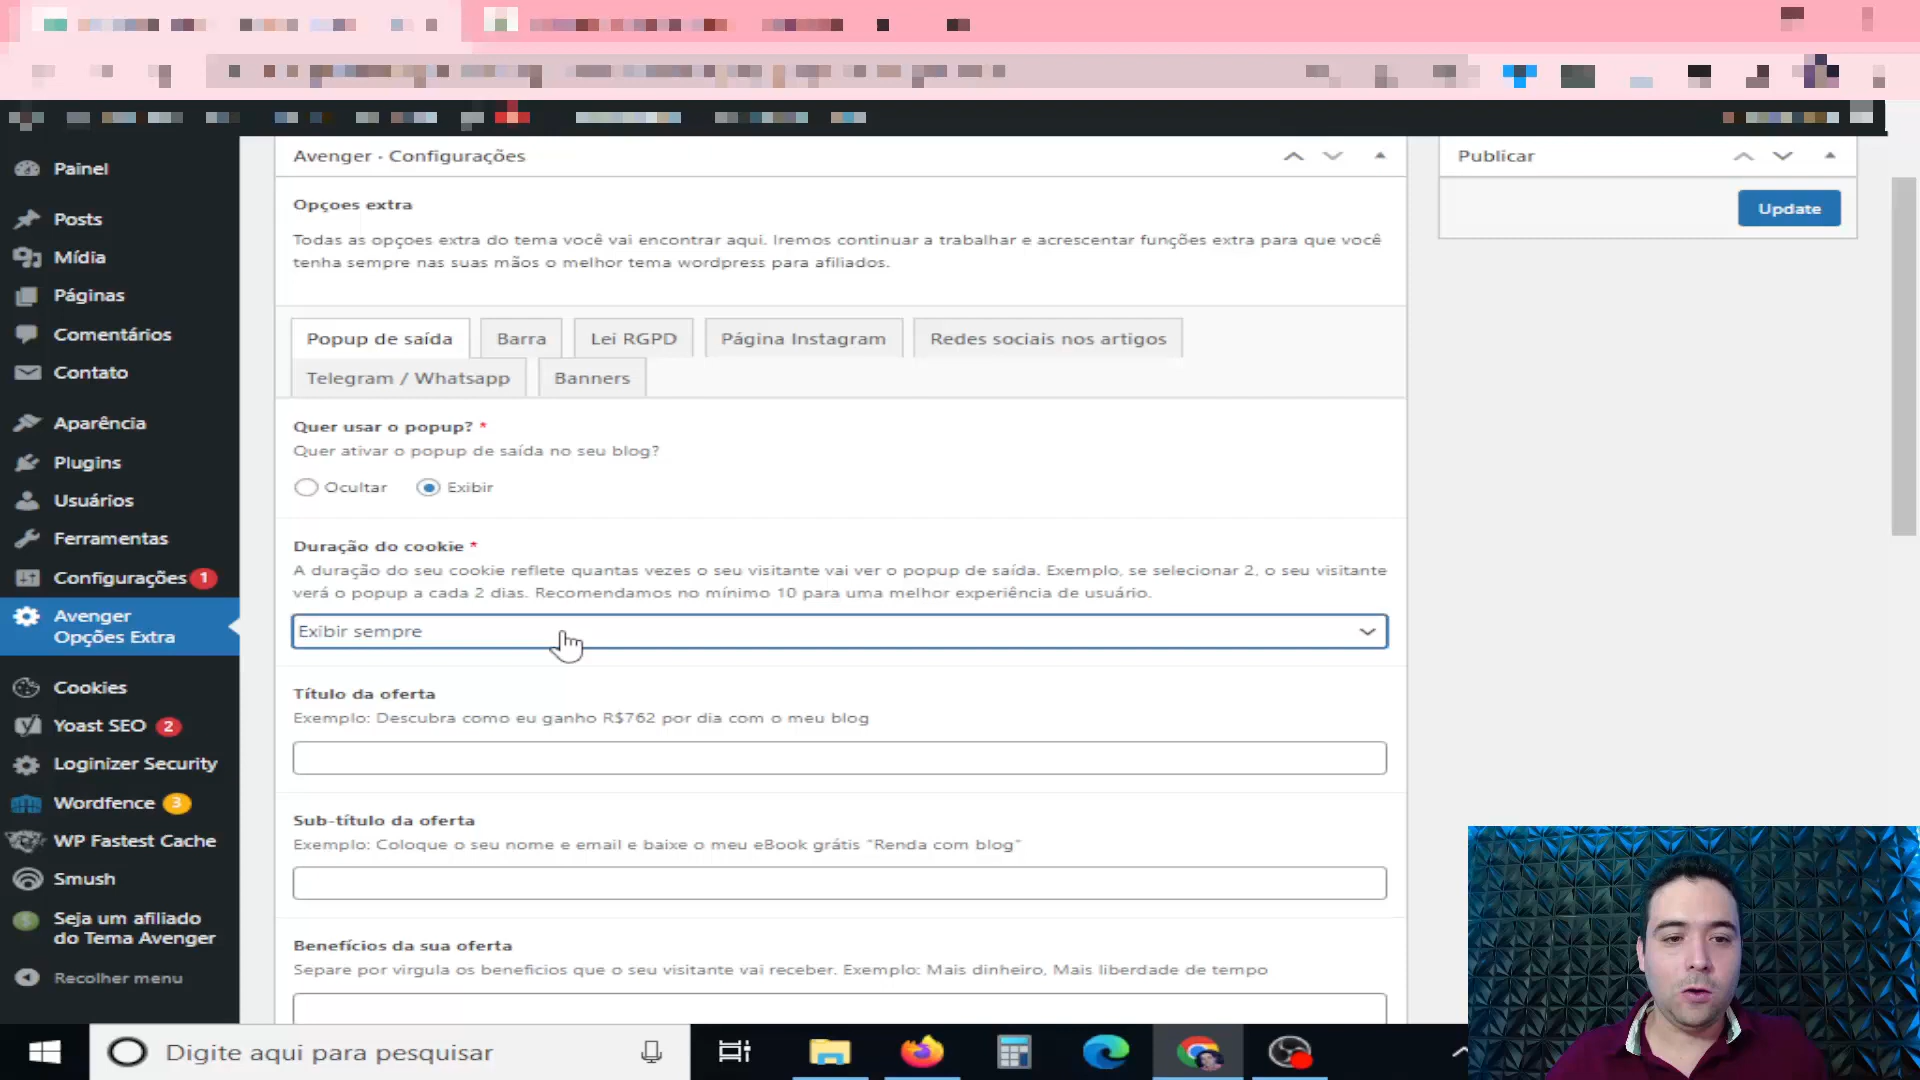 Avenger - Configurações
Publicar
Update
Opçoes extra
Todas as opçoes extra do tema você vai encontrar aqui. Iremos continuar a trabalhar e acrescentar funções extra para que você
tenha sempre nas suas mãos o melhor tema wordpress para afiliados.
Popup de saída
Barra
Lei RGPD
Página Instagram
Redes sociais nos artigos
Telegram / Whatsapp
Banners
Quer usar o popup? *
Quer ativar o popup de saída no seu blog?
Ocultar
Exibir
Duração do cookie *
A duração do seu cookie reflete quantas vezes o seu visitante vai ver o popup de saída. Exemplo, se selecionar 2, o seu visitante
verá o popup a cada 2 dias. Recomendamos no mínimo 10 para uma melhor experiência de usuário.
Exibir sempre
Título da oferta
Exemplo: Descubra como eu ganho R$762 por dia com o meu blog
Sub-título da oferta
Exemplo: Coloque o seu nome e email e baixe o meu eBook grátis "Renda com blog"
Benefícios da sua oferta
Separe por virgula os beneficios que o seu visitante vai receber. Exemplo: Mais dinheiro, Mais liberdade de tempo
Painel
Posts
Mídia
Páginas
Comentários
Contato
Aparência
Plugins
Usuários
Ferramentas
Configurações 1
Avenger
Opções Extra
Cookies
Yoast SEO 2
Loginizer Security
Wordfence 3
WP Fastest Cache
Smush
Seja um afiliado
do Tema Avenger
Recolher menu
Digite aqui para pesquisar